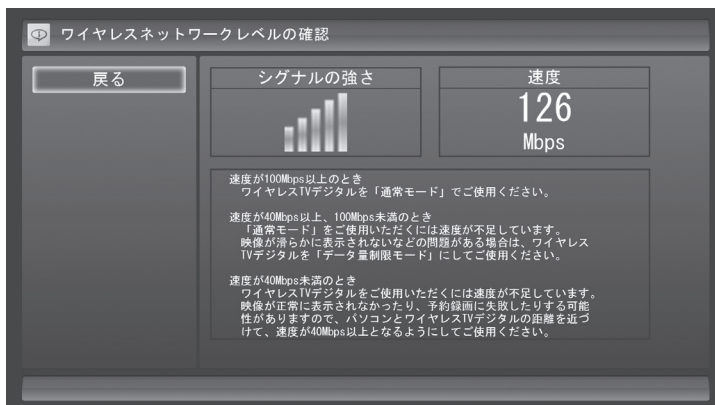 ワイヤレスネットワークレベルの確認
戻る
シグナルの強さ
速度
126
Mbps
速度が100Mbps以上のとき
ワイヤレスTVデジタルを「通常モード」でご使用ください。
速度が40Mbps以上、100Mbps未満のとき
「通常モード」をご使用いただくには速度が不足しています。
映像が滑らかに表示されないなどの問題がある場合は、ワイヤレス
TVデジタルを「データ量制限モード」にしてご使用ください。
速度が40Mbps未満のとき
ワイヤレスTVデジタルをご使用いただくには速度が不足しています。
映像が正常に表示されなかったり、予約録画に失敗したりする可能
性がありますので、パソコンとワイヤレスTVデジタルの距離を近づ
けて、速度が40Mbps以上となるようにしてご使用ください。